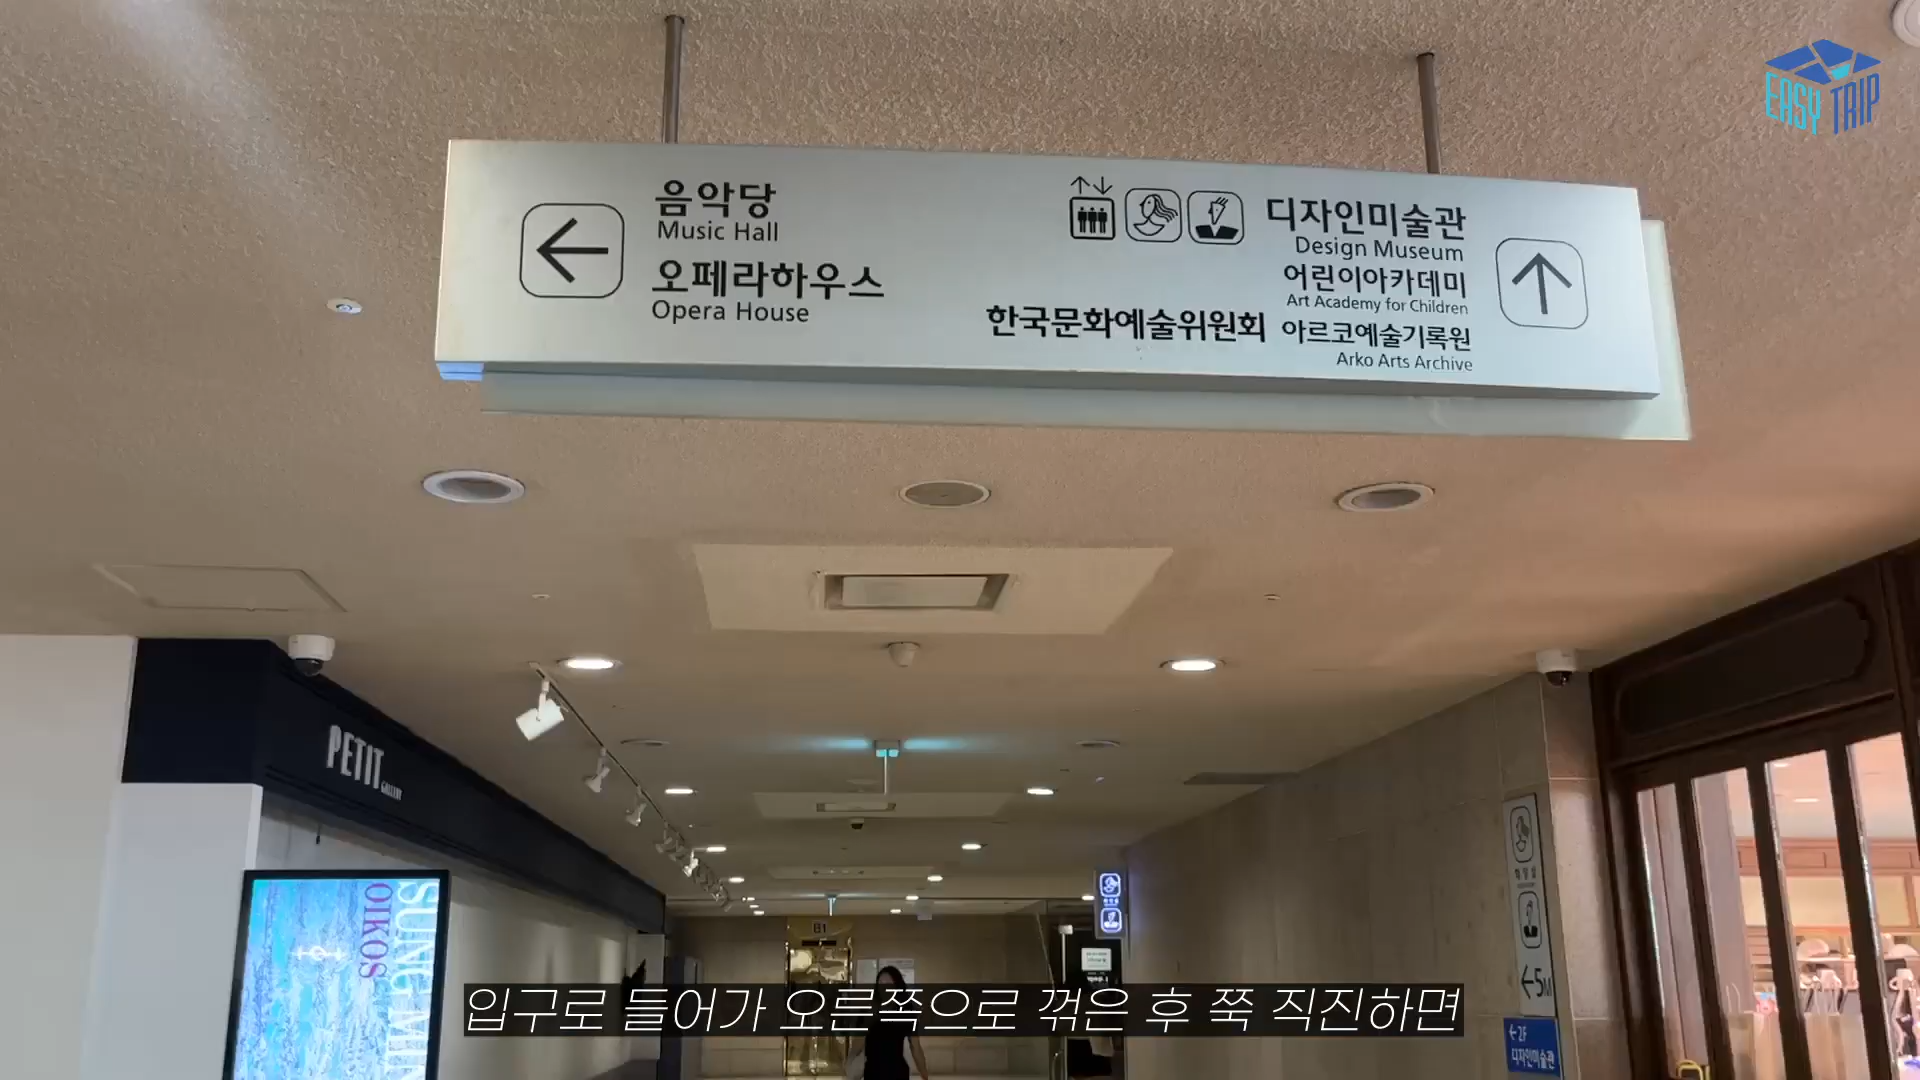 EASY TRIP
음악당
Music Hall
오페라하우스
Opera House
디자인미술관
Design Museum
어린이아카데미
Art Academy for Children
한국문화예술위원회 아르코예술기록원
Arko Arts Archive
PETIT
GALLERY
OIKOS
B1
←5M
←2F
디자인미술관
입구로 들어가 오른쪽으로 꺾은 후 쭉 직진하면